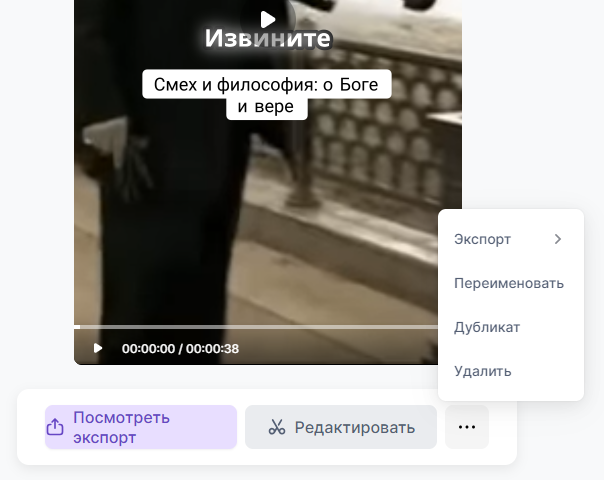 Извините
Смех и философия: о Боге
и вере
Экспорт
Переименовать
Дубликат
Удалить
00:00:00 / 00:00:38
Посмотреть
экспорт
Редактировать